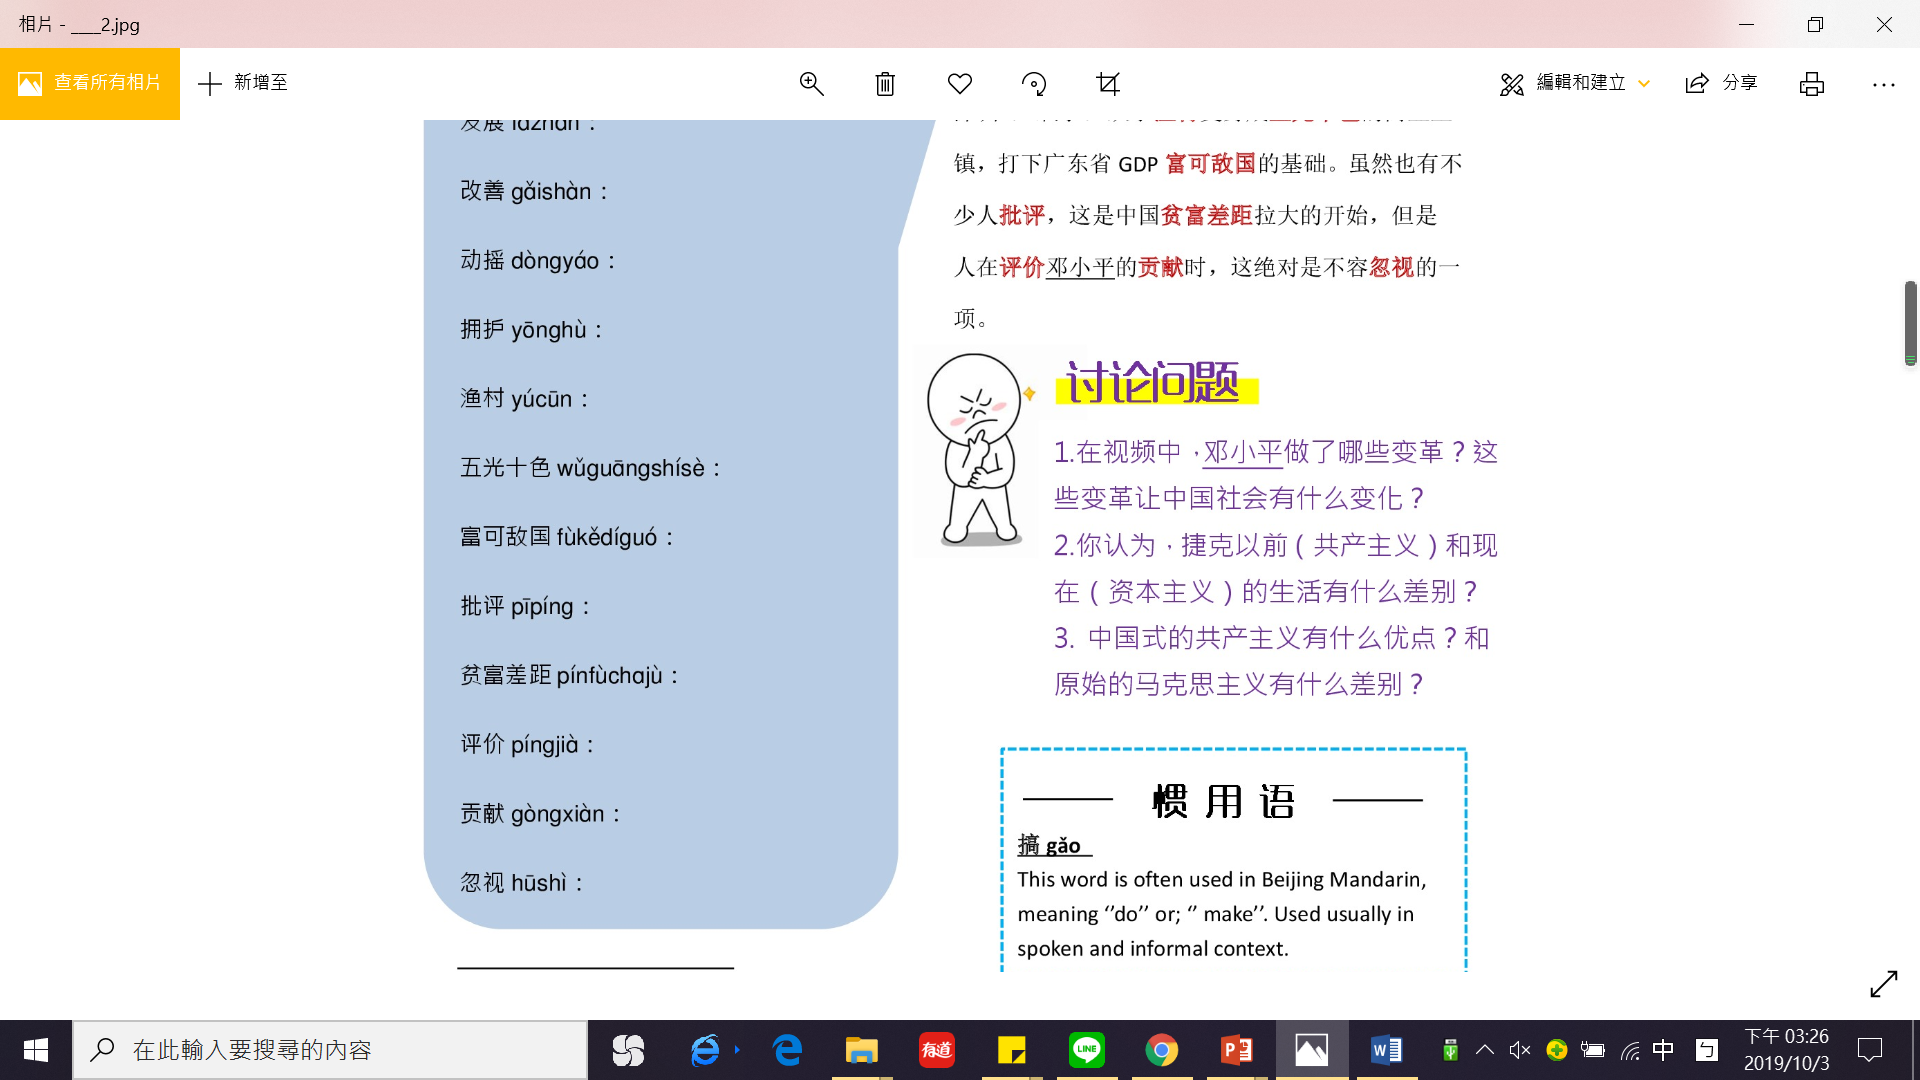 相片 - ____2.jpg
查看所有相片
新增至
編輯和建立
分享
发展 fāzhǎn：
改善 gǎishàn：
动摇 dòngyáo：
拥护 yōnghù：
渔村 yúcūn：
五光十色 wǔguāngshísè：
富可敌国 fùkědíguó：
批评 pīpíng：
贫富差距 pínfùchajù：
评价 píngjià：
贡献 gòngxiàn：
忽视 hūshì：
镇，打下广东省 GDP 富可敌国的基础。虽然也有不
少人批评，这是中国贫富差距拉大的开始，但是
人在评价邓小平的贡献时，这绝对是不容忽视的一
项。
讨论问题
1.在视频中，邓小平做了哪些变革？这
些变革让中国社会有什么变化？
2.你认为，捷克以前（共产主义）和现
在（资本主义）的生活有什么差别？
3. 中国式的共产主义有什么优点？和
原始的马克思主义有什么差别？
惯用语
搞 gǎo
This word is often used in Beijing Mandarin,
meaning ‘’do’’ or; ‘’ make’’. Used usually in
spoken and informal context.
在此輸入要搜尋的內容
有道
LINE
中
ㄅ
下午 03:26
2019/10/3